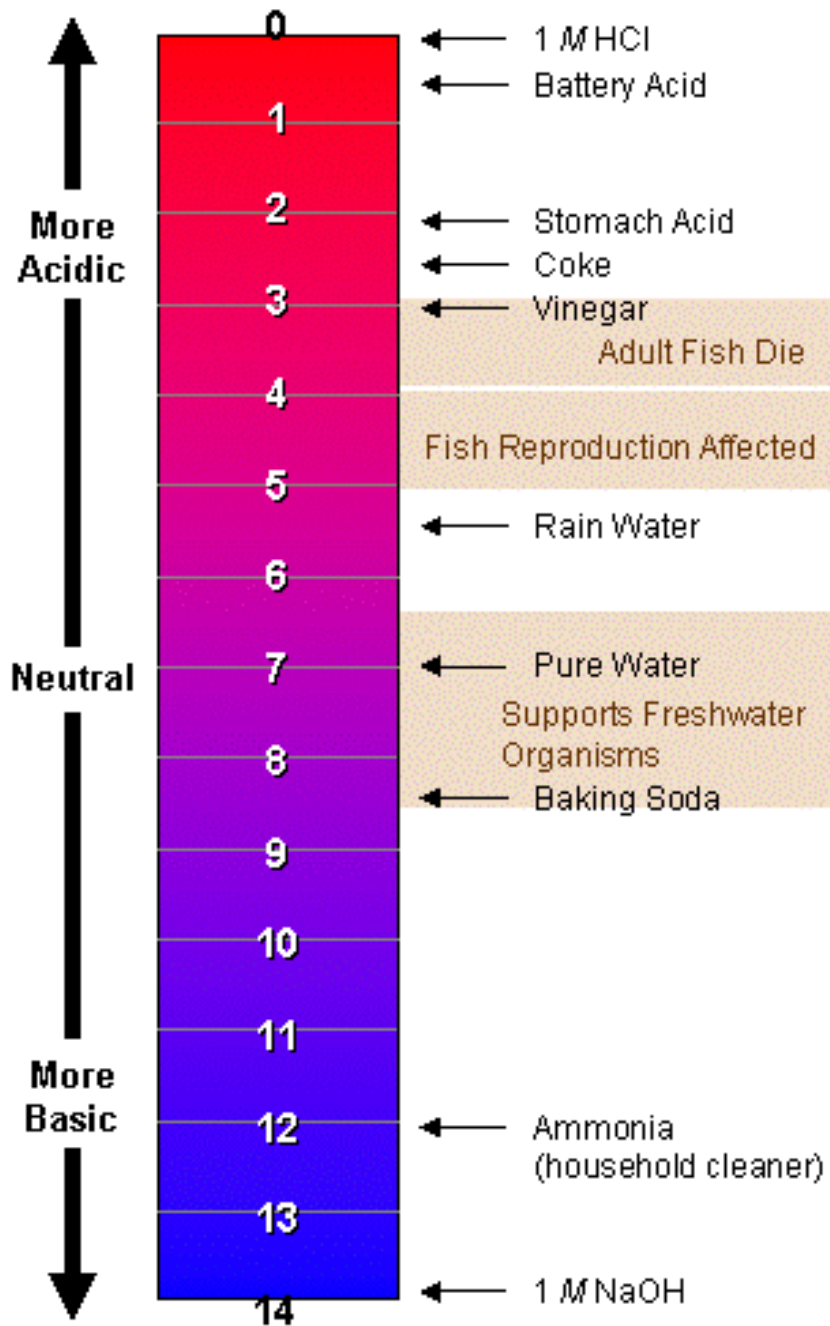 0
1 M HCl
Battery Acid
1
2
Stomach Acid
More
Acidic
Coke
3
Vinegar
Adult Fish Die
4
Fish Reproduction Affected
5
Rain Water
6
Neutral
7
Pure Water
Supports Freshwater
Organisms
8
Baking Soda
9
10
11
More
Basic
12
Ammonia
(household cleaner)
13
1 M NaOH
14